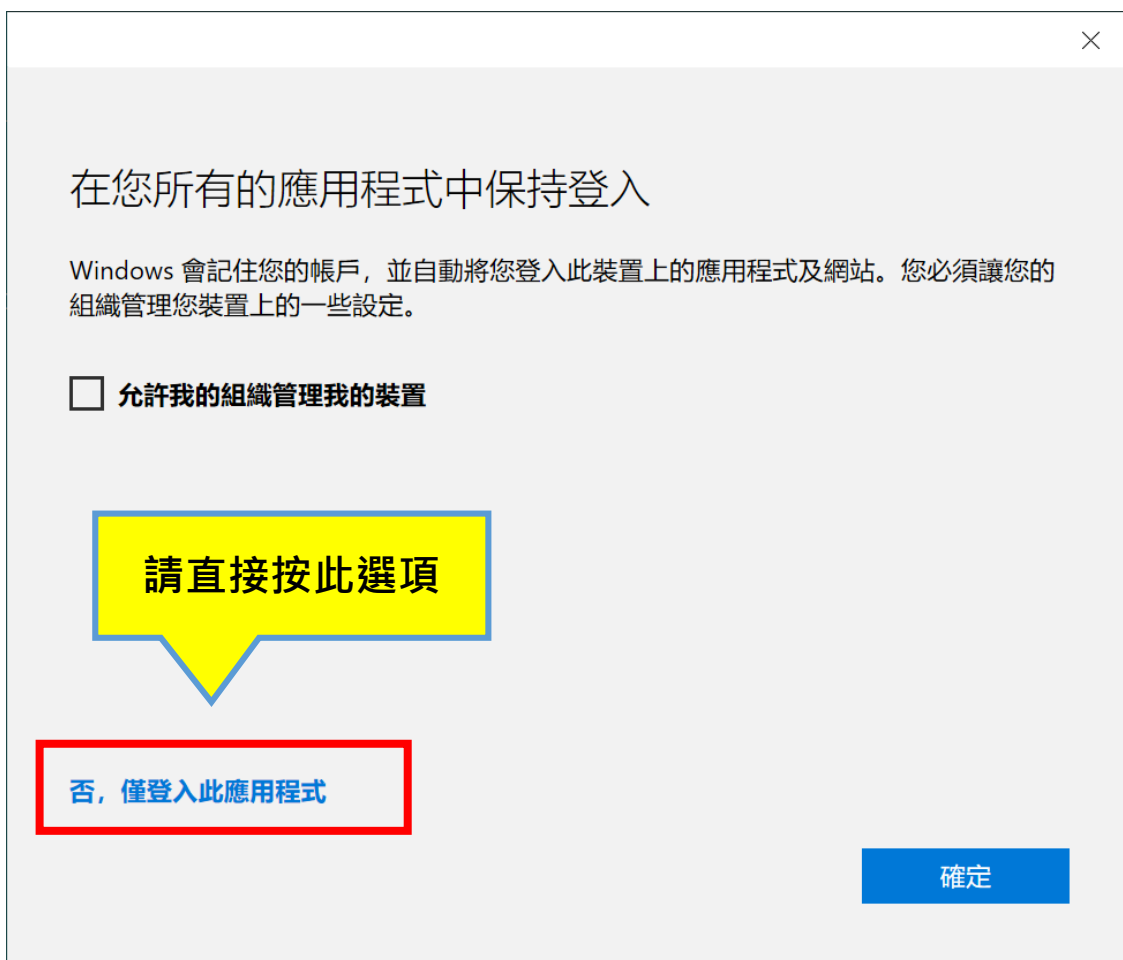 在您所有的應用程式中保持登入
Windows 會記住您的帳戶，並自動將您登入此裝置上的應用程式及網站。您必須讓您的
組織管理您裝置上的一些設定。
允許我的組織管理我的裝置
請直接按此選項
否，僅登入此應用程式
確定